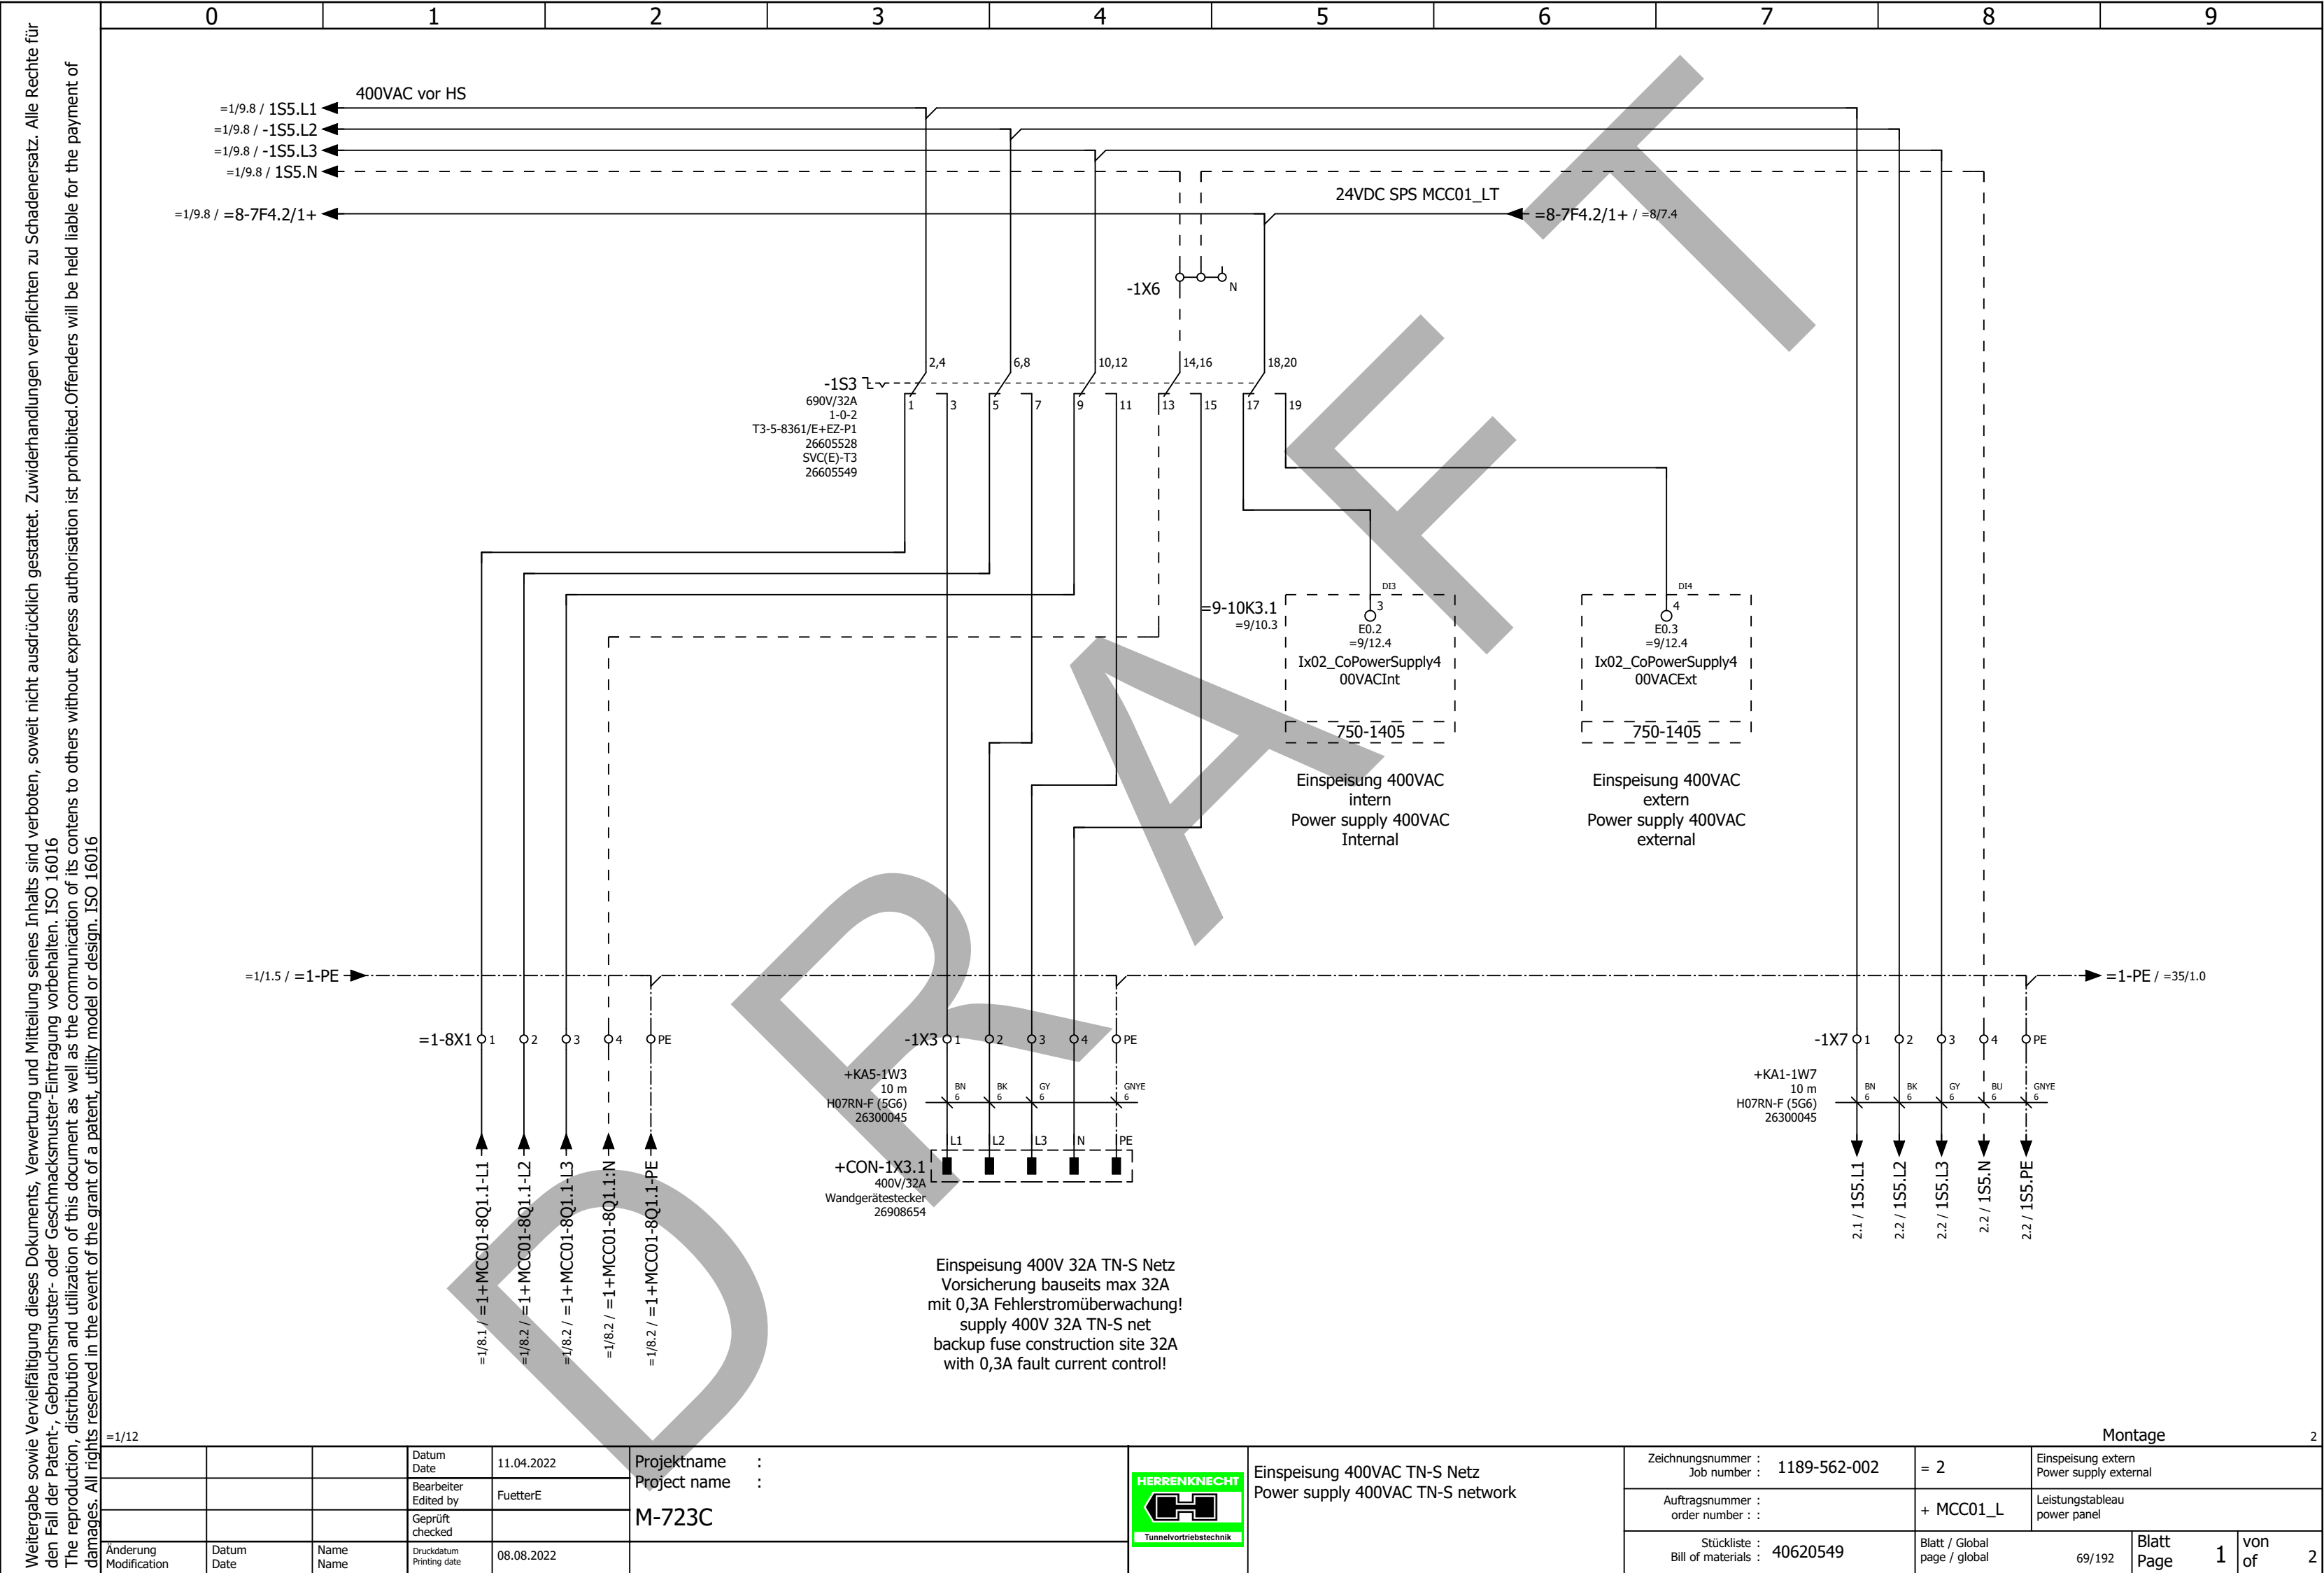 0 1 2 3 4 5 6 7 8 9
Weitergabe sowie Vervielfältigung dieses Dokuments, Verwertung und Mitteilung seines Inhalts sind verboten, soweit nicht ausdrücklich gestattet. Zuwiderhandlungen verpflichten zu Schadenersatz. Alle Rechte für
den Fall der Patent-, Gebrauchsmuster- oder Geschmacksmuster-Eintragung vorbehalten. ISO 16016
The reproduction, distribution and utilization of this document as well as the communication of its contens to others without express authorisation ist prohibited.Offenders will be held liable for the payment of
damages. All rights reserved in the event of the grant of a patent, utility model or design. ISO 16016
DRAFT
400VAC vor HS
=1/9.8 / 1S5.L1
=1/9.8 / -1S5.L2
=1/9.8 / -1S5.L3
=1/9.8 / 1S5.N
24VDC SPS MCC01_LT
=1/9.8 / =8-7F4.2/1+
=8-7F4.2/1+ / =8/7.4
-1X6
N
2,4 6,8 10,12 14,16 18,20
-1S3
690V/32A
1-0-2
T3-5-8361/E+EZ-P1
26605528
SVC(E)-T3
26605549
1 3 5 7 9 11 13 15 17 19
=9-10K3.1
=9/10.3
DI3
3
E0.2
=9/12.4
Ix02_CoPowerSupply4
00VACInt
750-1405
Einspeisung 400VAC
intern
Power supply 400VAC
Internal
DI4
4
E0.3
=9/12.4
Ix02_CoPowerSupply4
00VACExt
750-1405
Einspeisung 400VAC
extern
Power supply 400VAC
external
=1/1.5 / =1-PE
=1-PE / =35/1.0
=1-8X1 1 2 3 4 PE
-1X3 1 2 3 4 PE
-1X7 1 2 3 4 PE
+KA5-1W3
10 m
H07RN-F (5G6)
26300045
BN BK GY GNYE
6 6 6 6
+KA1-1W7
10 m
H07RN-F (5G6)
26300045
BN BK GY BU GNYE
6 6 6 6 6
L1 L2 L3 N PE
+CON-1X3.1
400V/32A
Wandgerätestecker
26908654
=1/8.1 / =1+MCC01-8Q1.1-L1
=1/8.2 / =1+MCC01-8Q1.1-L2
=1/8.2 / =1+MCC01-8Q1.1-L3
=1/8.2 / =1+MCC01-8Q1.1:N
=1/8.2 / =1+MCC01-8Q1.1-PE
2.1 / 1S5.L1
2.2 / 1S5.L2
2.2 / 1S5.L3
2.2 / 1S5.N
2.2 / 1S5.PE
Einspeisung 400V 32A TN-S Netz
Vorsicherung bauseits max 32A
mit 0,3A Fehlerstromüberwachung!
supply 400V 32A TN-S net
backup fuse construction site 32A
with 0,3A fault current control!
=1/12
Montage
2
Änderung
Modification
Datum
Date
Name
Name
Datum
Date
11.04.2022
Bearbeiter
Edited by
FuetterE
Geprüft
checked
Druckdatum
Printing date
08.08.2022
Projektname :
Project name :
M-723C
HERRENKNECHT
Tunnelvortriebstechnik
Einspeisung 400VAC TN-S Netz
Power supply 400VAC TN-S network
Zeichnungsnummer :
Job number :
1189-562-002
Auftragsnummer :
order number : :
Stückliste :
Bill of materials :
40620549
= 2
Einspeisung extern
Power supply external
+ MCC01_L
Leistungstableau
power panel
Blatt / Global
page / global
69/192
Blatt
Page
1
von
of
2